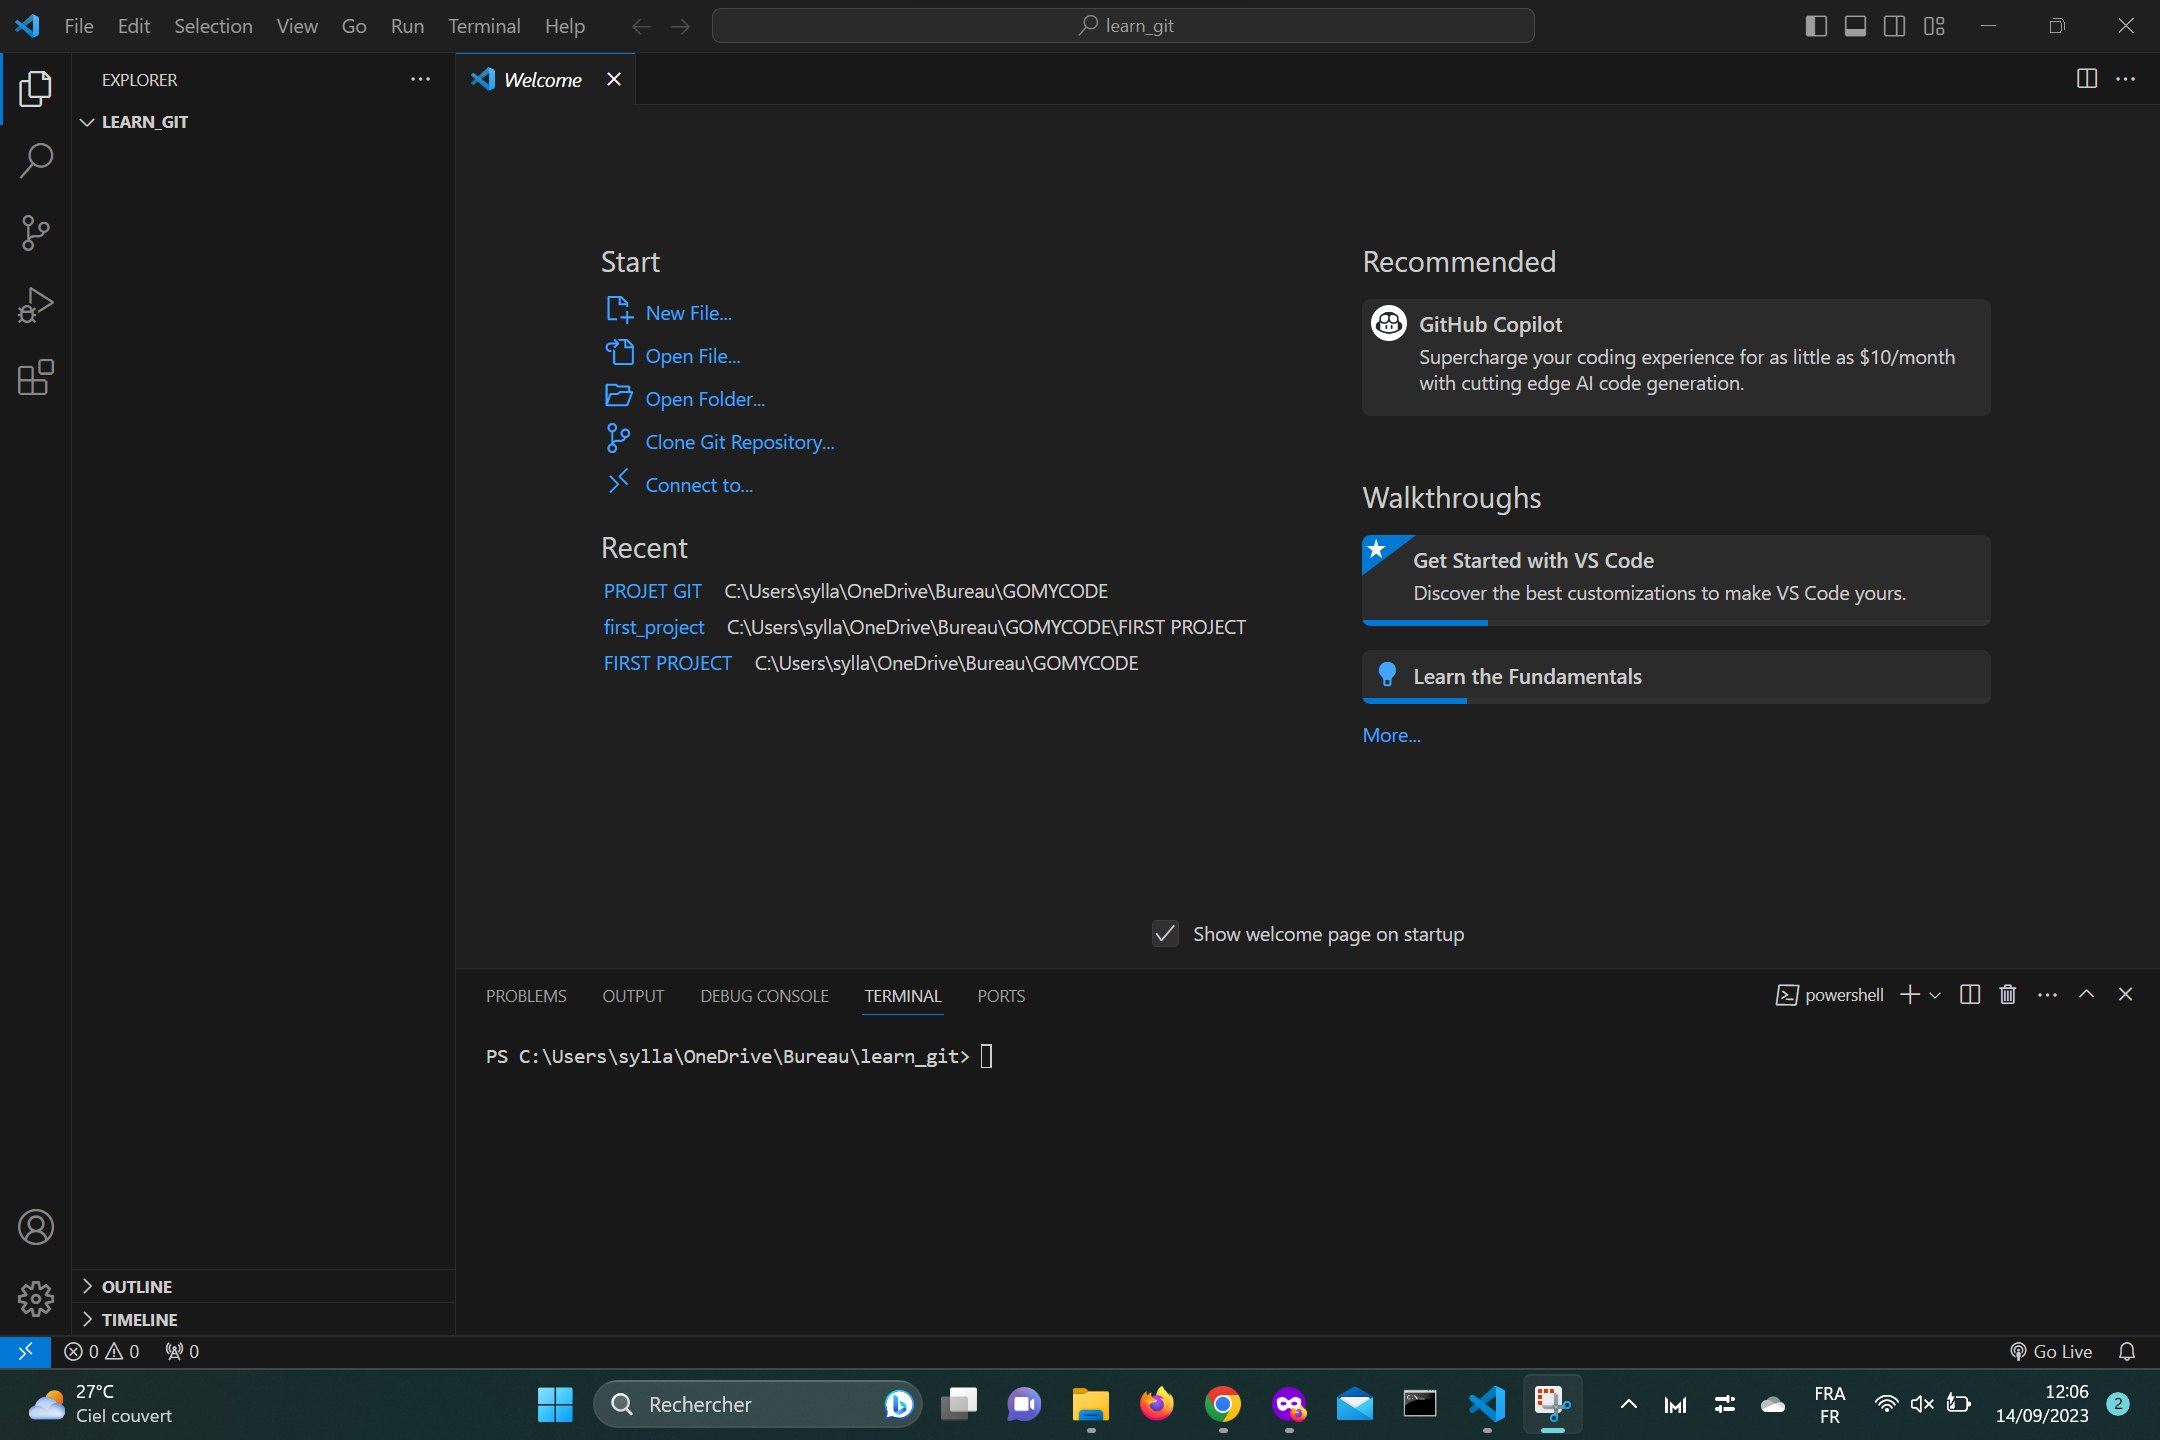 File Edit Selection View Go Run Terminal Help
learn_git
EXPLORER
LEARN_GIT
Welcome
Start
New File...
Open File...
Open Folder...
Clone Git Repository...
Connect to...
Recent
PROJET GIT C:\Users\sylla\OneDrive\Bureau\GOMYCODE
first_project C:\Users\sylla\OneDrive\Bureau\GOMYCODE\FIRST PROJECT
FIRST PROJECT C:\Users\sylla\OneDrive\Bureau\GOMYCODE
Recommended
GitHub Copilot
Supercharge your coding experience for as little as $10/month
with cutting edge AI code generation.
Walkthroughs
Get Started with VS Code
Discover the best customizations to make VS Code yours.
Learn the Fundamentals
More...
Show welcome page on startup
PROBLEMS OUTPUT DEBUG CONSOLE TERMINAL PORTS
powershell
PS C:\Users\sylla\OneDrive\Bureau\learn_git>
OUTLINE
TIMELINE
0 0 0
Go Live
27°C
Ciel couvert
Rechercher
FRA
FR
12:06
14/09/2023
2